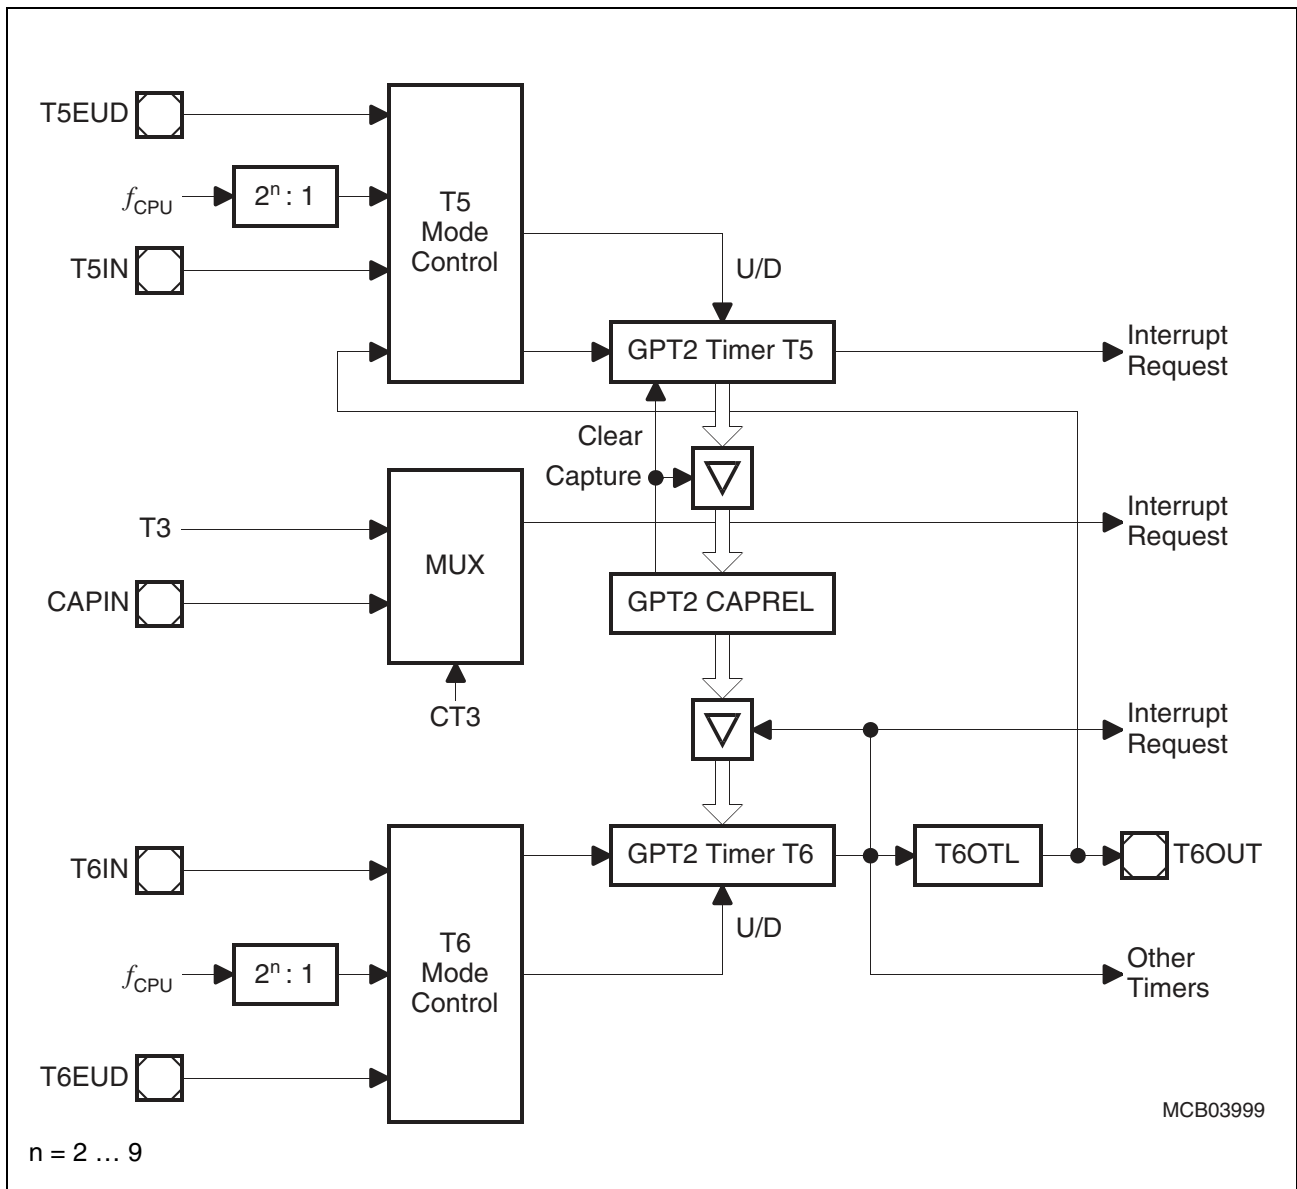 T5EUD
fCPU
2ⁿ : 1
T5IN
T5
Mode
Control
U/D
GPT2 Timer T5
Interrupt
Request
Clear
Capture
T3
CAPIN
MUX
CT3
Interrupt
Request
GPT2 CAPREL
Interrupt
Request
T6IN
fCPU
2ⁿ : 1
T6EUD
T6
Mode
Control
GPT2 Timer T6
U/D
T6OTL
T6OUT
Other
Timers
MCB03999
n = 2 … 9